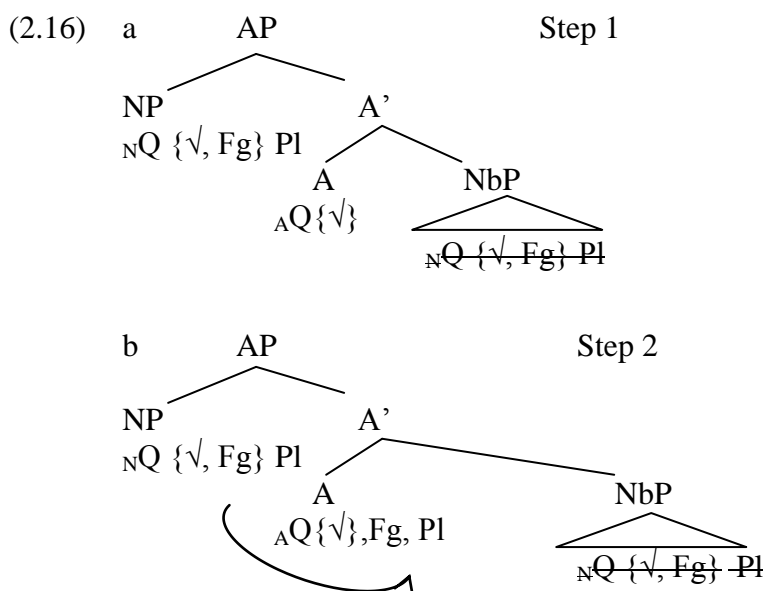 (2.16) a AP Step 1
NP A’
NQ {√, Fg} Pl
A NbP
AQ{√}
NQ {√, Fg} Pl
b AP Step 2
NP A’
NQ {√, Fg} Pl
A NbP
AQ{√},Fg, Pl
NQ {√, Fg} Pl